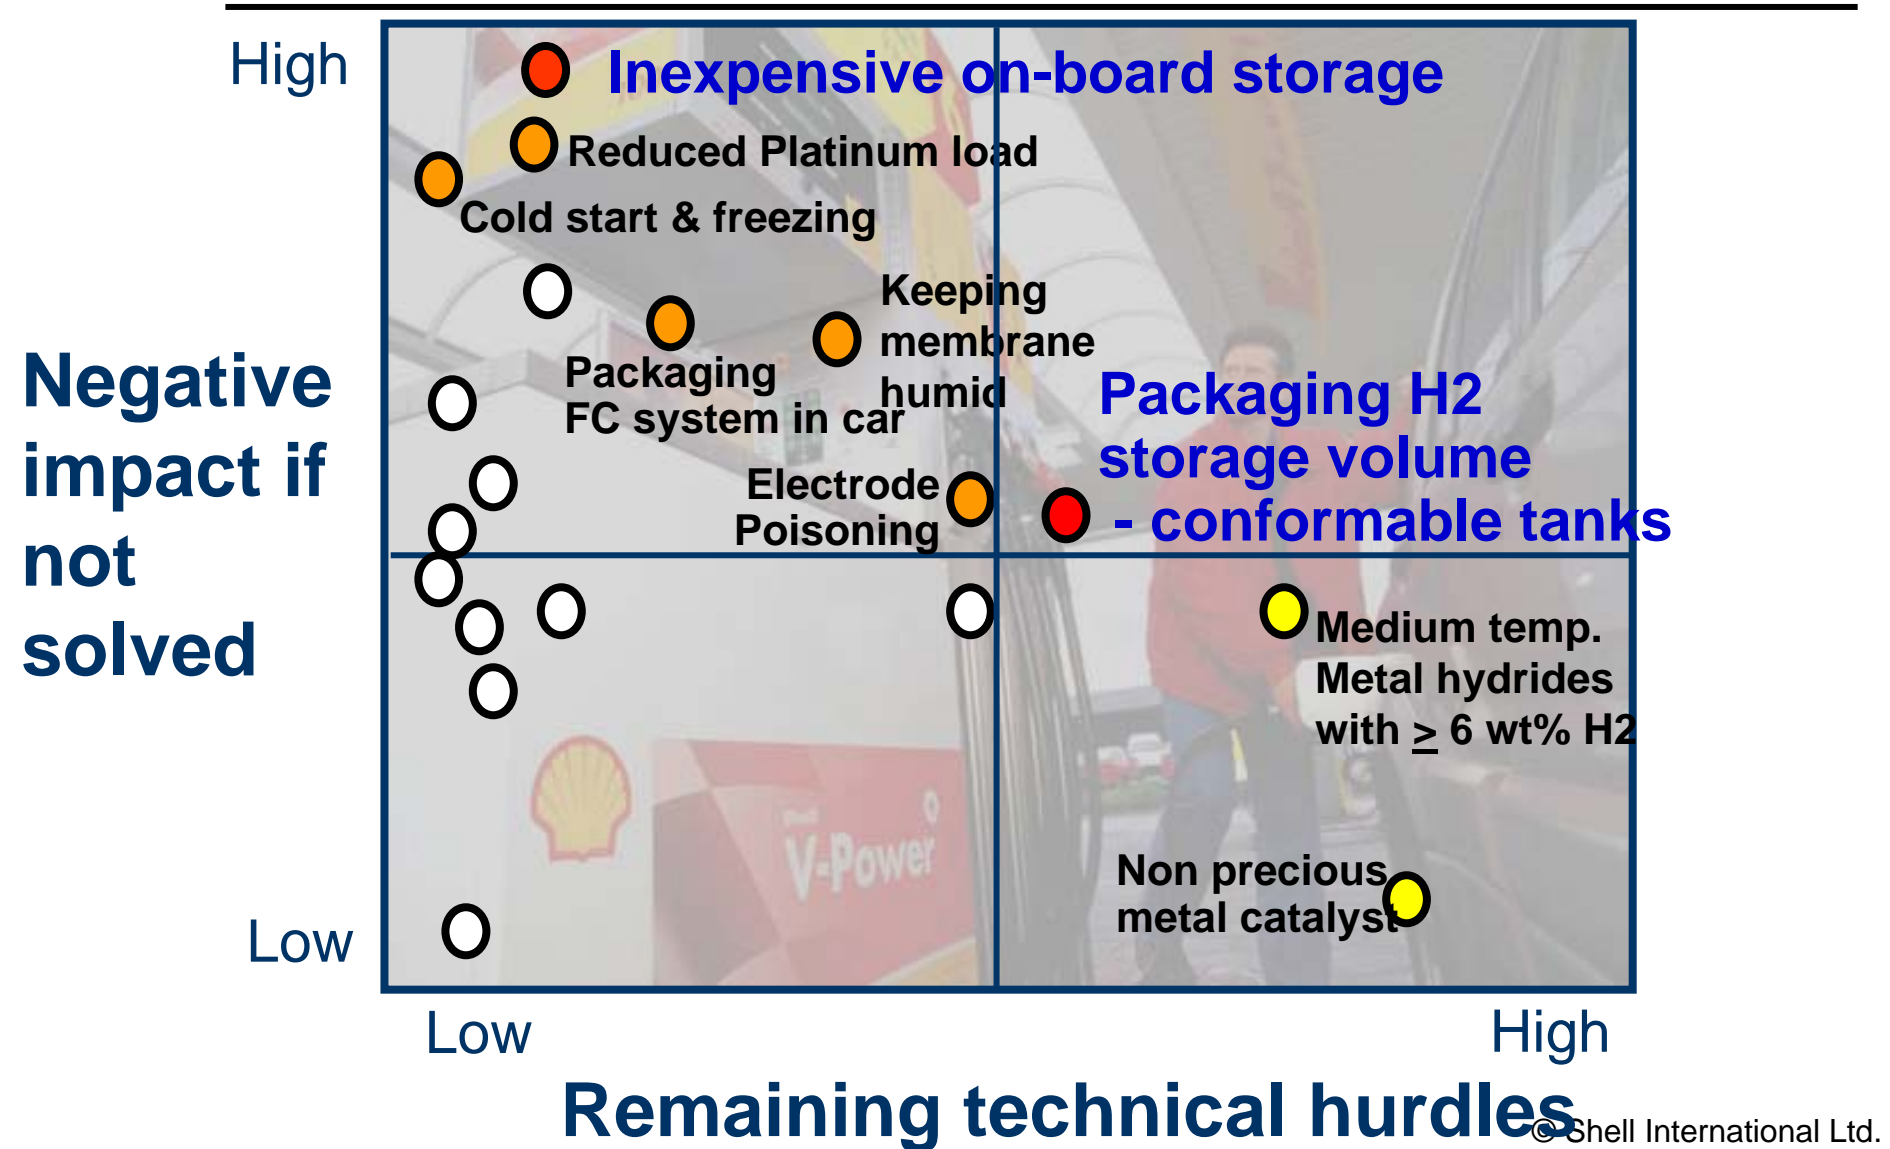 High
Inexpensive on-board storage
Reduced Platinum load
Cold start & freezing
Keeping
membrane
humid
Packaging
FC system in car
Negative
impact if
not
solved
Packaging H2
storage volume
- conformable tanks
Electrode
Poisoning
Medium temp.
Metal hydrides
with ≥ 6 wt% H2
V-Power
Non precious
metal catalyst
Low
Low
High
Remaining technical hurdles
© Shell International Ltd.